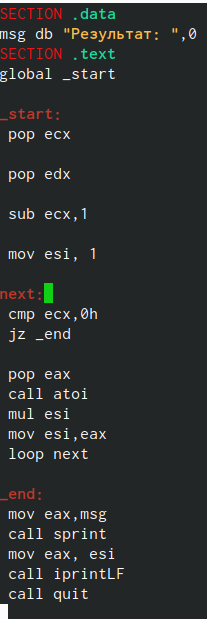 SECTION .data
msg db "Результат: ",0
SECTION .text
global _start
_start:
pop ecx
pop edx
sub ecx,1
mov esi, 1
next:
cmp ecx,0h
jz _end
pop eax
call atoi
mul esi
mov esi,eax
loop next
_end:
mov eax,msg
call sprint
mov eax, esi
call iprintLF
call quit